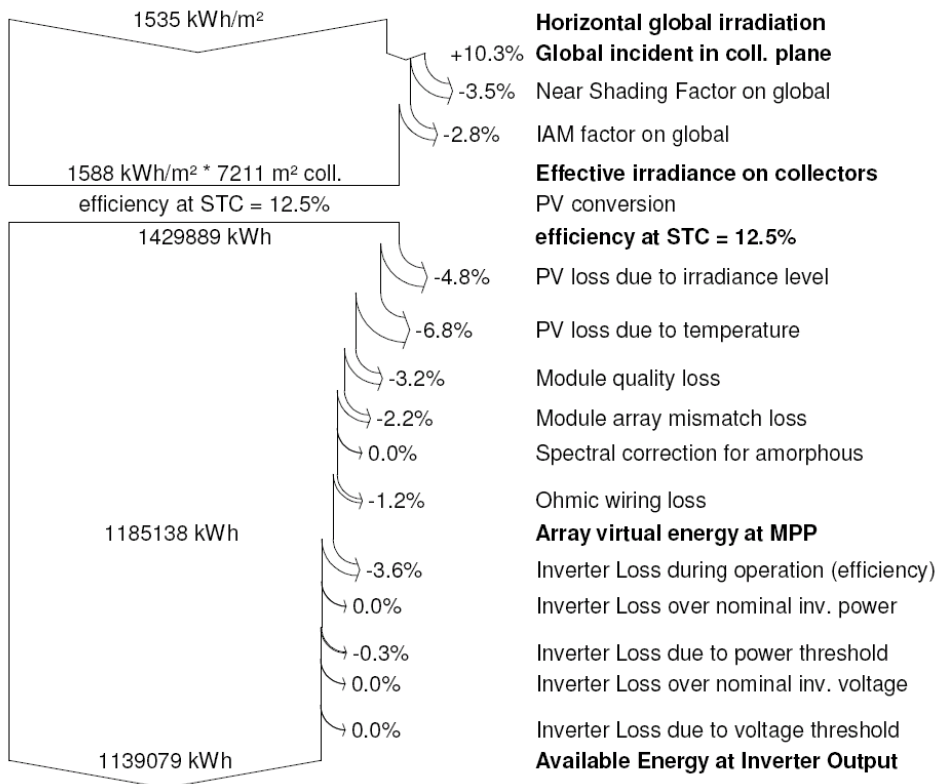 1535 kWh/m² Horizontal global irradiation
+10.3% Global incident in coll. plane
-3.5% Near Shading Factor on global
-2.8% IAM factor on global
1588 kWh/m² * 7211 m² coll. Effective irradiance on collectors
efficiency at STC = 12.5% PV conversion
1429889 kWh efficiency at STC = 12.5%
-4.8% PV loss due to irradiance level
-6.8% PV loss due to temperature
-3.2% Module quality loss
-2.2% Module array mismatch loss
0.0% Spectral correction for amorphous
-1.2% Ohmic wiring loss
1185138 kWh Array virtual energy at MPP
-3.6% Inverter Loss during operation (efficiency)
0.0% Inverter Loss over nominal inv. power
-0.3% Inverter Loss due to power threshold
0.0% Inverter Loss over nominal inv. voltage
0.0% Inverter Loss due to voltage threshold
1139079 kWh Available Energy at Inverter Output